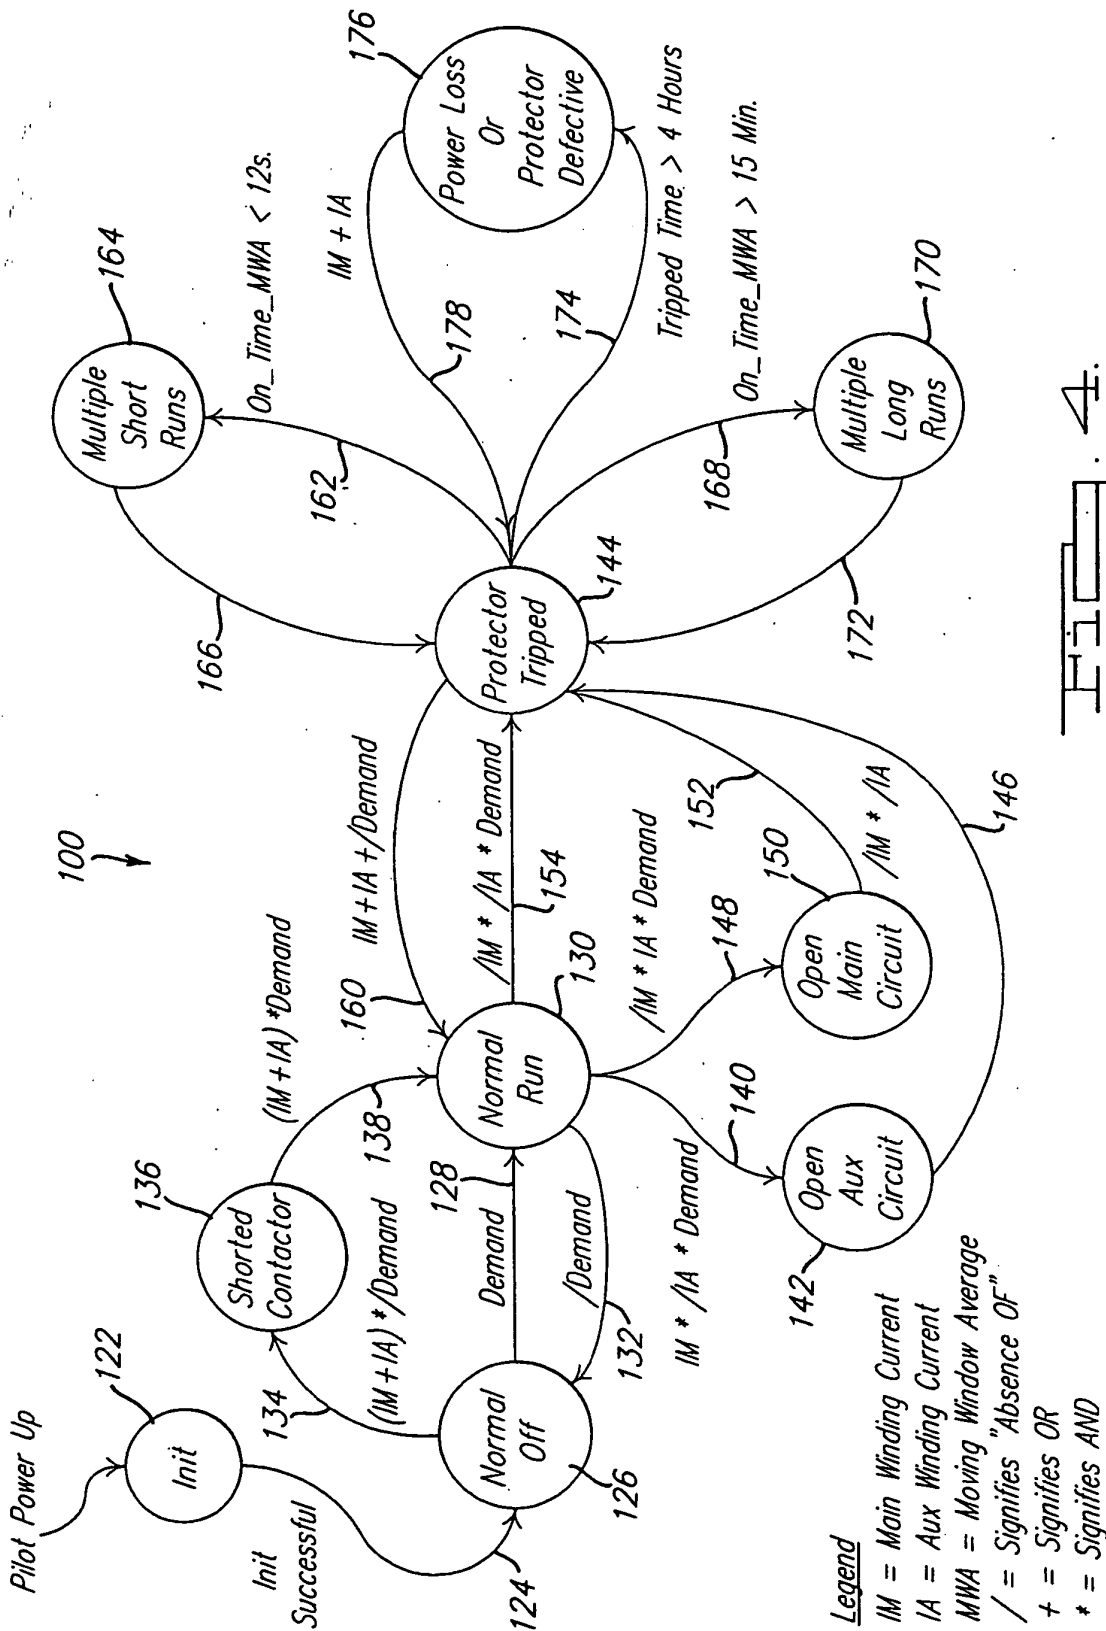 Pilot Power Up
122
Init
Init
Successful
124
100
136
Shorted
Contactor
134
(IM + IA) */Demand
138
(IM + IA) *Demand
Normal
Off
126
Demand
128
/Demand
132
Normal
Run
130
160
IM + IA + /Demand
/IM * /IA * Demand
154
/IM * IA * Demand
148
IM * /IA * Demand
140
Open
Aux
Circuit
142
Open
Main
Circuit
150
152
/IM * /IA
146
Protector
Tripped
144
166
162
Multiple
Short
Runs
164
On_Time_MWA < 12s.
IM + IA
178
Power Loss
Or
Protector
Defective
176
174
Tripped Time > 4 Hours
On_Time_MWA > 15 Min.
168
Multiple
Long
Runs
170
172
Legend
IM = Main Winding Current
IA = Aux Winding Current
MWA = Moving Window Average
/ = Signifies "Absence OF"
+ = Signifies OR
* = Signifies AND
Fig. 4.